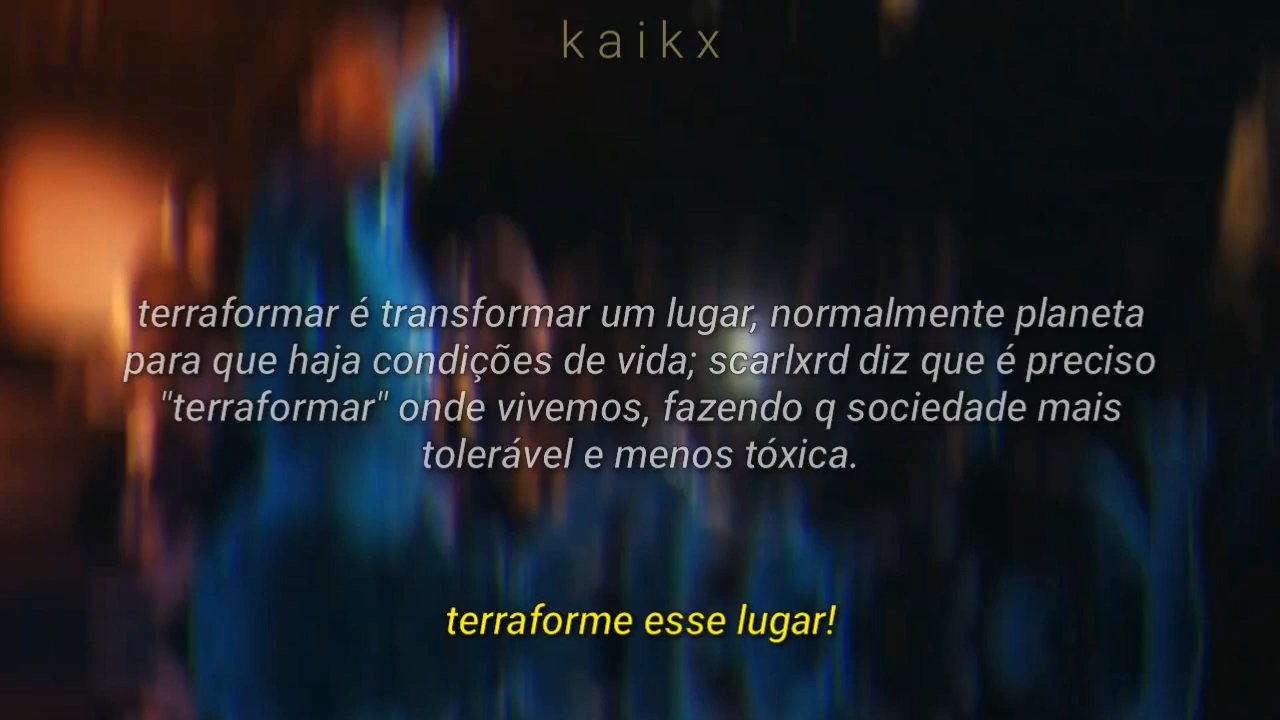 kaikx
terraformar é transformar um lugar, normalmente planeta
para que haja condições de vida; scarlxrd diz que é preciso
"terraformar" onde vivemos, fazendo q sociedade mais
tolerável e menos tóxica.
terraforme esse lugar!